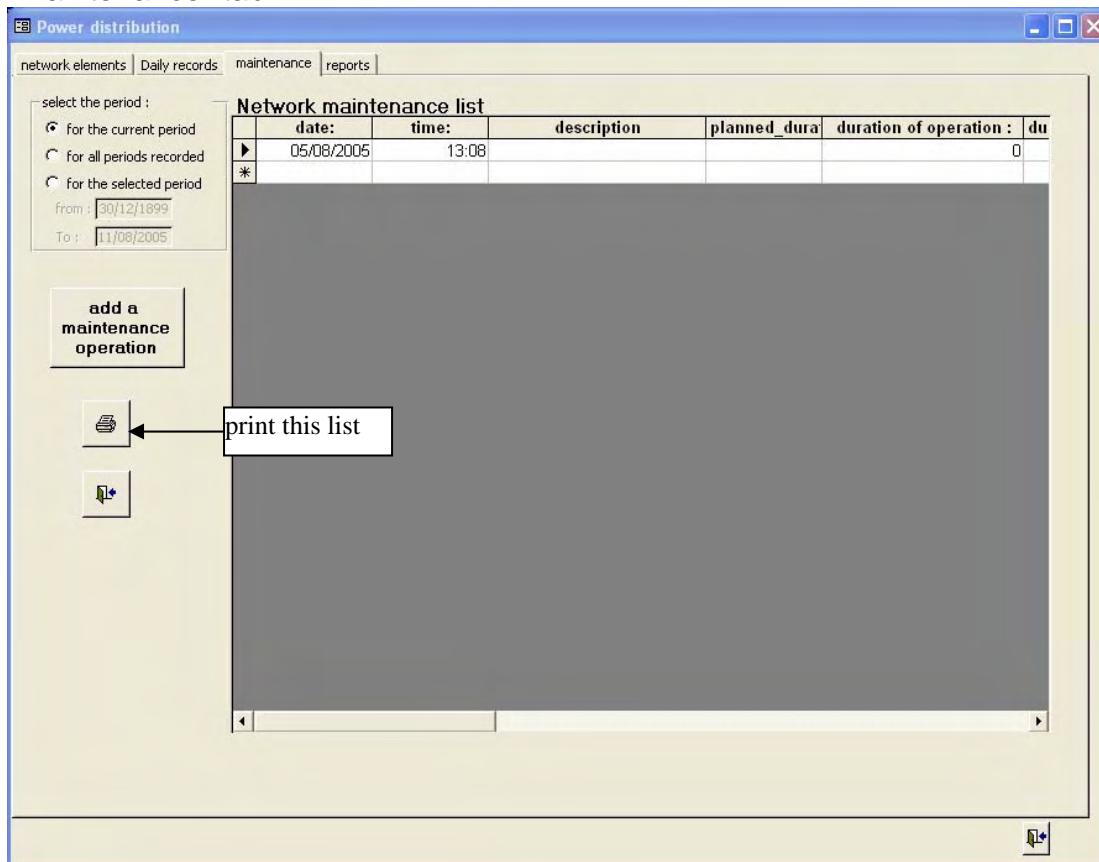 Power distribution
network elements Daily records maintenance reports
select the period :
for the current period
for all periods recorded
for the selected period
from : 30/12/1899
To : 11/08/2005
add a
maintenance
operation
Network maintenance list
date: time: description planned_dura duration of operation : du
05/08/2005 13:08 0
print this list